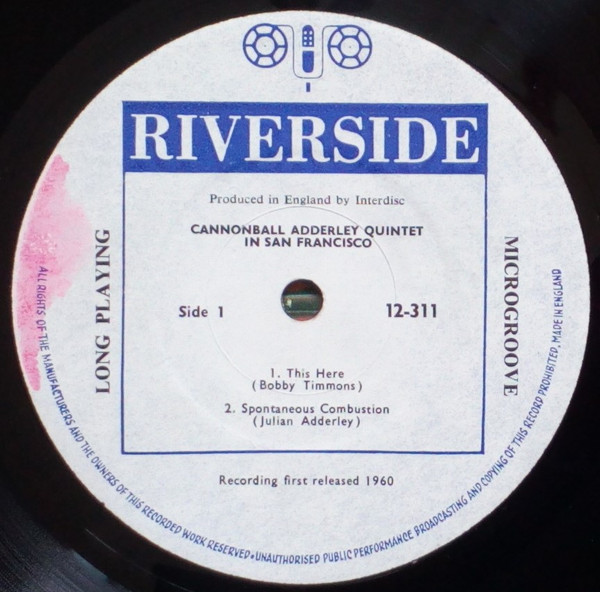 RIVERSIDE
Produced in England by Interdisc
CANNONBALL ADDERLEY QUINTET
IN SAN FRANCISCO
Side 1
12-311
LONG PLAYING
MICROGROOVE
1. This Here
(Bobby Timmons)
2. Spontaneous Combustion
(Julian Adderley)
Recording first released 1960
ALL RIGHTS OF THE MANUFACTURERS AND THE OWNERS OF THIS RECORDED WORK RESERVED • UNAUTHORISED PUBLIC PERFORMANCE BROADCASTING AND COPYING OF THIS RECORD PROHIBITED. MADE IN ENGLAND